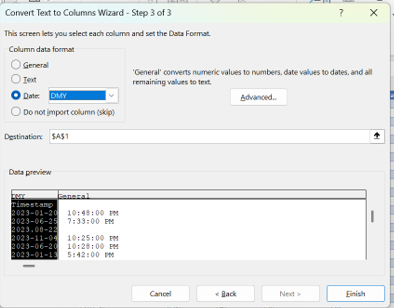 Convert Text to Columns Wizard - Step 3 of 3
?
This screen lets you select each column and set the Data Format.
Column data format
General
Text
Date: DMY
Do not import column (skip)
'General' converts numeric values to numbers, date values to dates, and all
remaining values to text.
Advanced...
Destination: $A$1
Data preview
DMY General
Timestamp
2023-01-20 10:48:00 PM
2023-06-25 7:33:00 PM
2023.08-22
2023-11-04 10:25:00 PM
2023-06-20 10:28:00 PM
2023-01-13 5:42:00 PM
Cancel
< Back
Next >
Finish